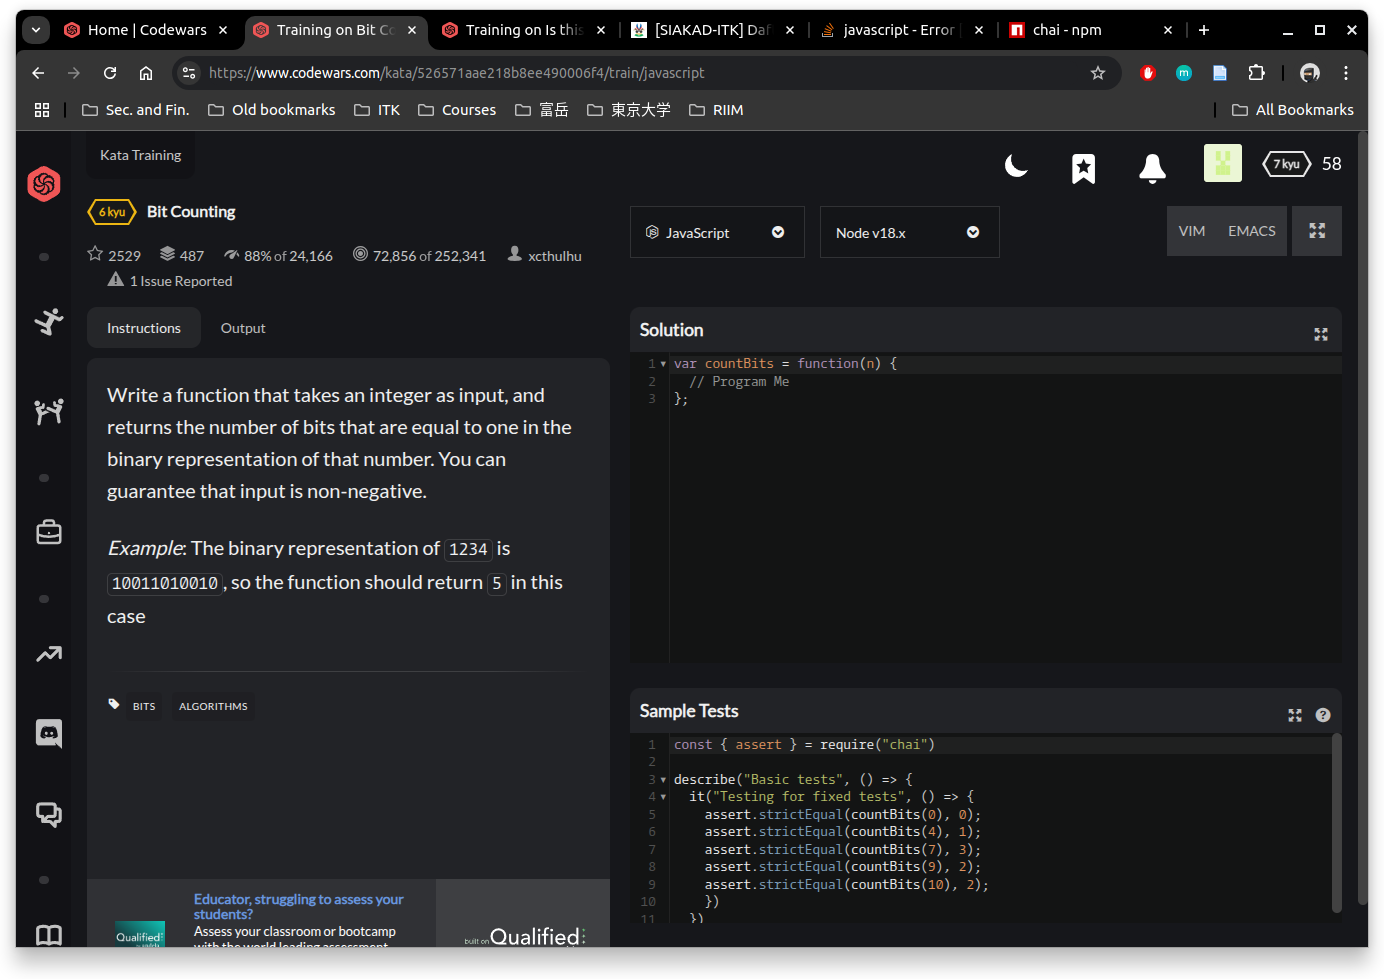 Home | Codewars
Training on Bit Co
Training on Is this
[SIAKAD-ITK] Daf
javascript - Error
chai - npm
https://www.codewars.com/kata/526571aae218b8ee490006f4/train/javascript
Sec. and Fin.
Old bookmarks
ITK
Courses
富岳
東京大学
RIIM
All Bookmarks
Kata Training
7 kyu
58
6 kyu
Bit Counting
JavaScript
Node v18.x
VIM
EMACS
2529
487
88% of 24,166
72,856 of 252,341
xcthulhu
1 Issue Reported
Instructions
Output
Write a function that takes an integer as input, and
returns the number of bits that are equal to one in the
binary representation of that number. You can
guarantee that input is non-negative.
Example: The binary representation of 1234 is
10011010010, so the function should return 5 in this
case
BITS
ALGORITHMS
Educator, struggling to assess your
students?
Assess your classroom or bootcamp
with the world leading assessment
Qualified
built on Qualified
Solution
1 var countBits = function(n) {
2   // Program Me
3 };
Sample Tests
1 const { assert } = require("chai")
2
3 describe("Basic tests", () => {
4   it("Testing for fixed tests", () => {
5     assert.strictEqual(countBits(0), 0);
6     assert.strictEqual(countBits(4), 1);
7     assert.strictEqual(countBits(7), 3);
8     assert.strictEqual(countBits(9), 2);
9     assert.strictEqual(countBits(10), 2);
10     })
11   })